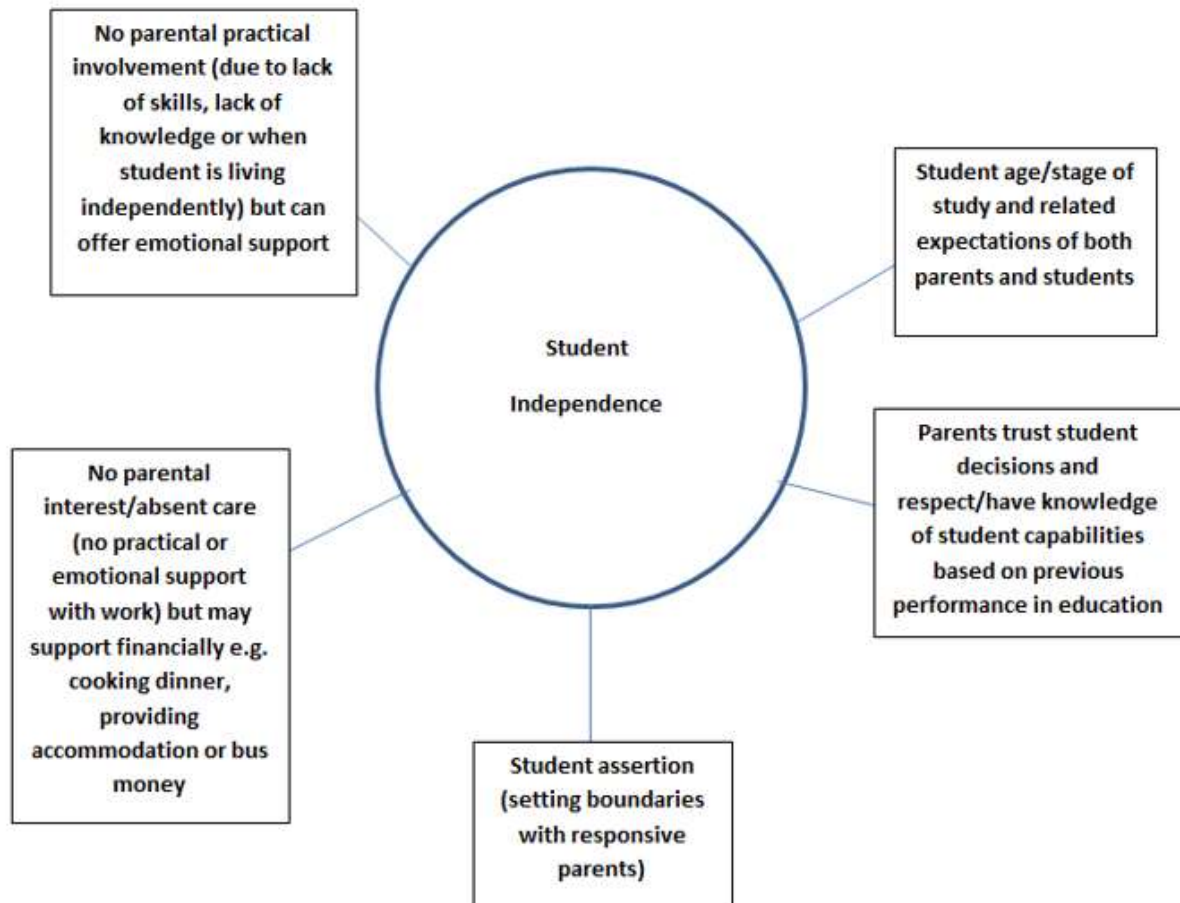 No parental practical
involvement (due to lack
of skills, lack of
knowledge or when
student is living
independently) but can
offer emotional support
Student age/stage of
study and related
expectations of both
parents and students
Student
Independence
Parents trust student
decisions and
respect/have knowledge
of student capabilities
based on previous
performance in education
No parental
interest/absent care
(no practical or
emotional support
with work) but may
support financially e.g.
cooking dinner,
providing
accommodation or bus
money
Student assertion
(setting boundaries
with responsive
parents)